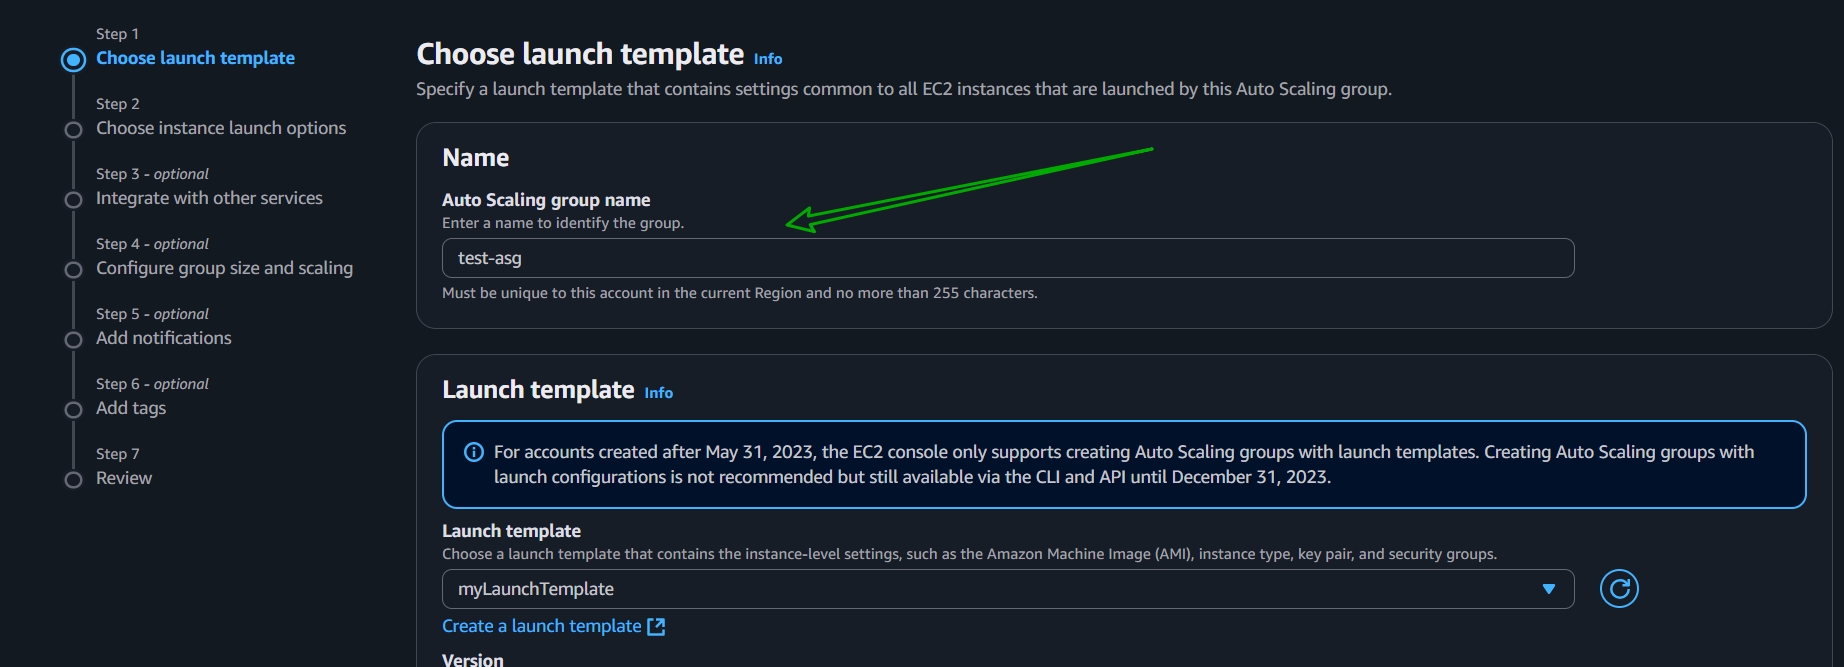 Step 1
Choose launch template
Step 2
Choose instance launch options
Step 3 - optional
Integrate with other services
Step 4 - optional
Configure group size and scaling
Step 5 - optional
Add notifications
Step 6 - optional
Add tags
Step 7
Review
Choose launch template Info
Specify a launch template that contains settings common to all EC2 instances that are launched by this Auto Scaling group.
Name
Auto Scaling group name
Enter a name to identify the group.
test-asg
Must be unique to this account in the current Region and no more than 255 characters.
Launch template Info
For accounts created after May 31, 2023, the EC2 console only supports creating Auto Scaling groups with launch templates. Creating Auto Scaling groups with
launch configurations is not recommended but still available via the CLI and API until December 31, 2023.
Launch template
Choose a launch template that contains the instance-level settings, such as the Amazon Machine Image (AMI), instance type, key pair, and security groups.
myLaunchTemplate
Create a launch template
Version